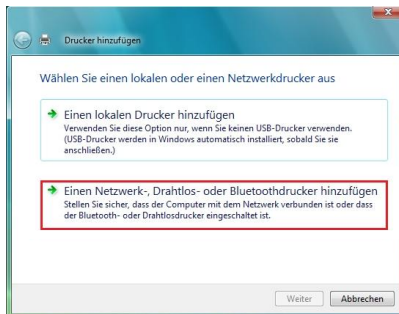 Drucker hinzufügen
Wählen Sie einen lokalen oder einen Netzwerkdrucker aus
Einen lokalen Drucker hinzufügen
Verwenden Sie diese Option nur, wenn Sie keinen USB-Drucker verwenden.
(USB-Drucker werden in Windows automatisch installiert, sobald Sie sie
anschließen.)
Einen Netzwerk-, Drahtlos- oder Bluetoothdrucker hinzufügen
Stellen Sie sicher, dass der Computer mit dem Netzwerk verbunden ist oder dass
der Bluetooth- oder Drahtlosdrucker eingeschaltet ist.
Weiter Abbrechen